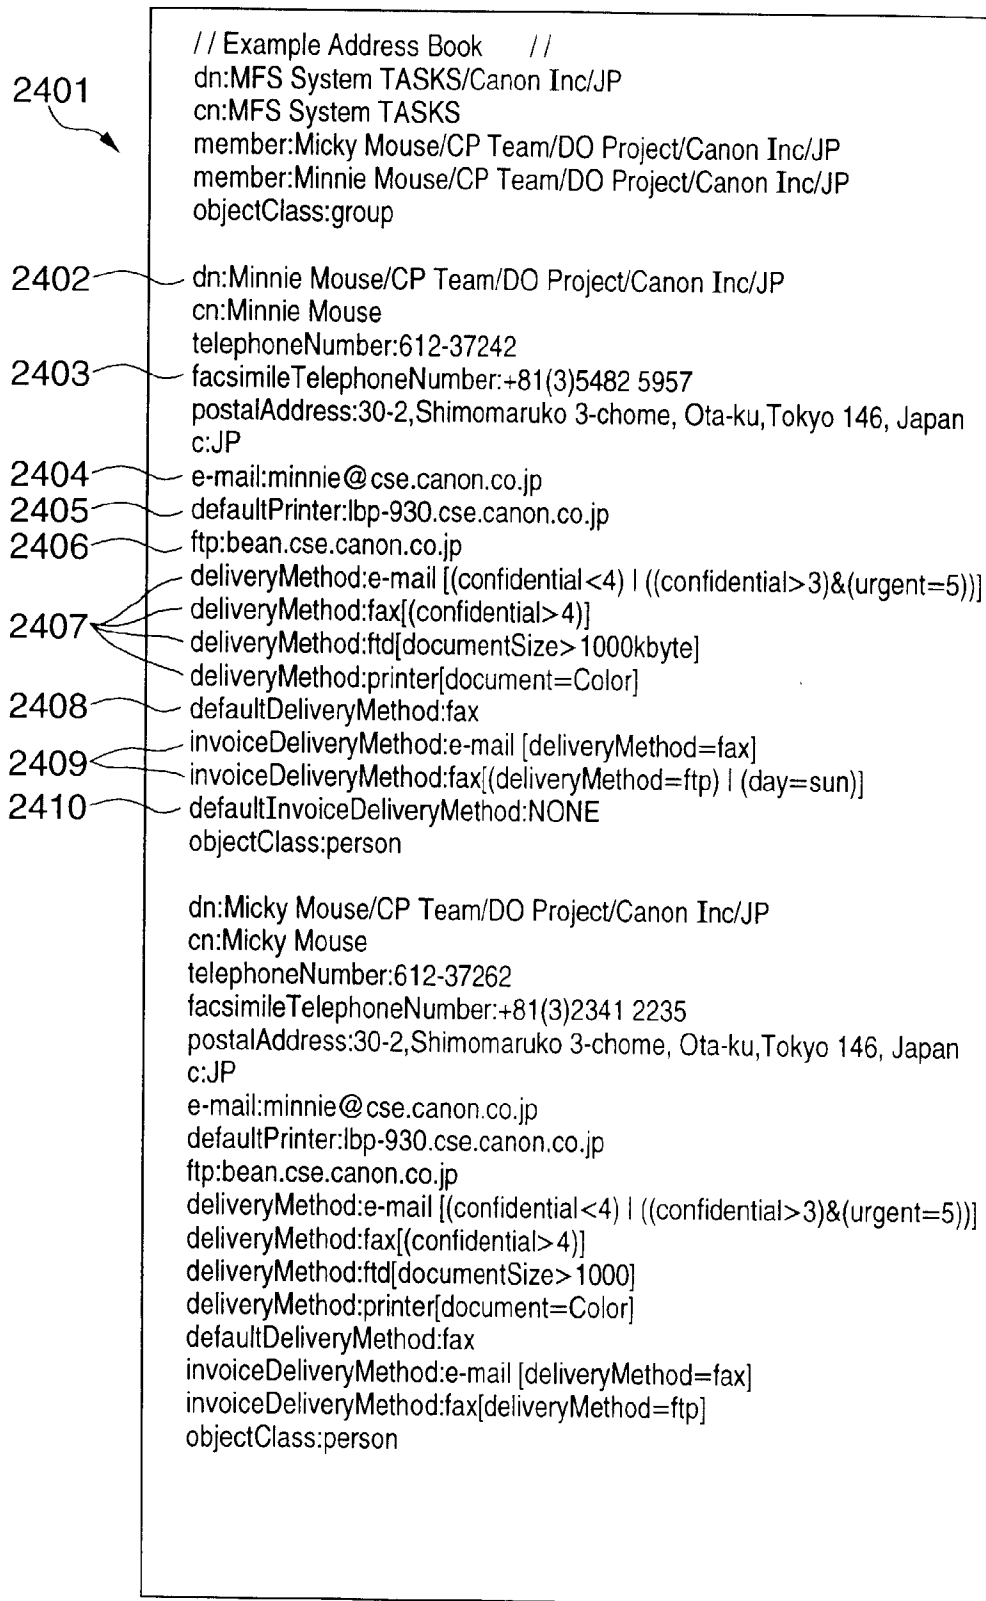 // Example Address Book //
2401
dn:MFS System TASKS/Canon Inc/JP
cn:MFS System TASKS
member:Micky Mouse/CP Team/DO Project/Canon Inc/JP
member:Minnie Mouse/CP Team/DO Project/Canon Inc/JP
objectClass:group
2402 dn:Minnie Mouse/CP Team/DO Project/Canon Inc/JP
cn:Minnie Mouse
telephoneNumber:612-37242
2403 facsimileTelephoneNumber:+81(3)5482 5957
postalAddress:30-2,Shimomaruko 3-chome, Ota-ku,Tokyo 146, Japan
c:JP
2404 e-mail:minnie@cse.canon.co.jp
2405 defaultPrinter:lbp-930.cse.canon.co.jp
2406 ftp:bean.cse.canon.co.jp
2407 deliveryMethod:e-mail [(confidential<4) | ((confidential>3)&(urgent=5))]
deliveryMethod:fax[(confidential>4)]
deliveryMethod:ftd[documentSize>1000kbyte]
deliveryMethod:printer[document=Color]
2408 defaultDeliveryMethod:fax
2409 invoiceDeliveryMethod:e-mail [deliveryMethod=fax]
invoiceDeliveryMethod:fax[(deliveryMethod=ftp) | (day=sun)]
2410 defaultInvoiceDeliveryMethod:NONE
objectClass:person
dn:Micky Mouse/CP Team/DO Project/Canon Inc/JP
cn:Micky Mouse
telephoneNumber:612-37262
facsimileTelephoneNumber:+81(3)2341 2235
postalAddress:30-2,Shimomaruko 3-chome, Ota-ku,Tokyo 146, Japan
c:JP
e-mail:minnie@cse.canon.co.jp
defaultPrinter:lbp-930.cse.canon.co.jp
ftp:bean.cse.canon.co.jp
deliveryMethod:e-mail [(confidential<4) | ((confidential>3)&(urgent=5))]
deliveryMethod:fax[(confidential>4)]
deliveryMethod:ftd[documentSize>1000]
deliveryMethod:printer[document=Color]
defaultDeliveryMethod:fax
invoiceDeliveryMethod:e-mail [deliveryMethod=fax]
invoiceDeliveryMethod:fax[deliveryMethod=ftp]
objectClass:person